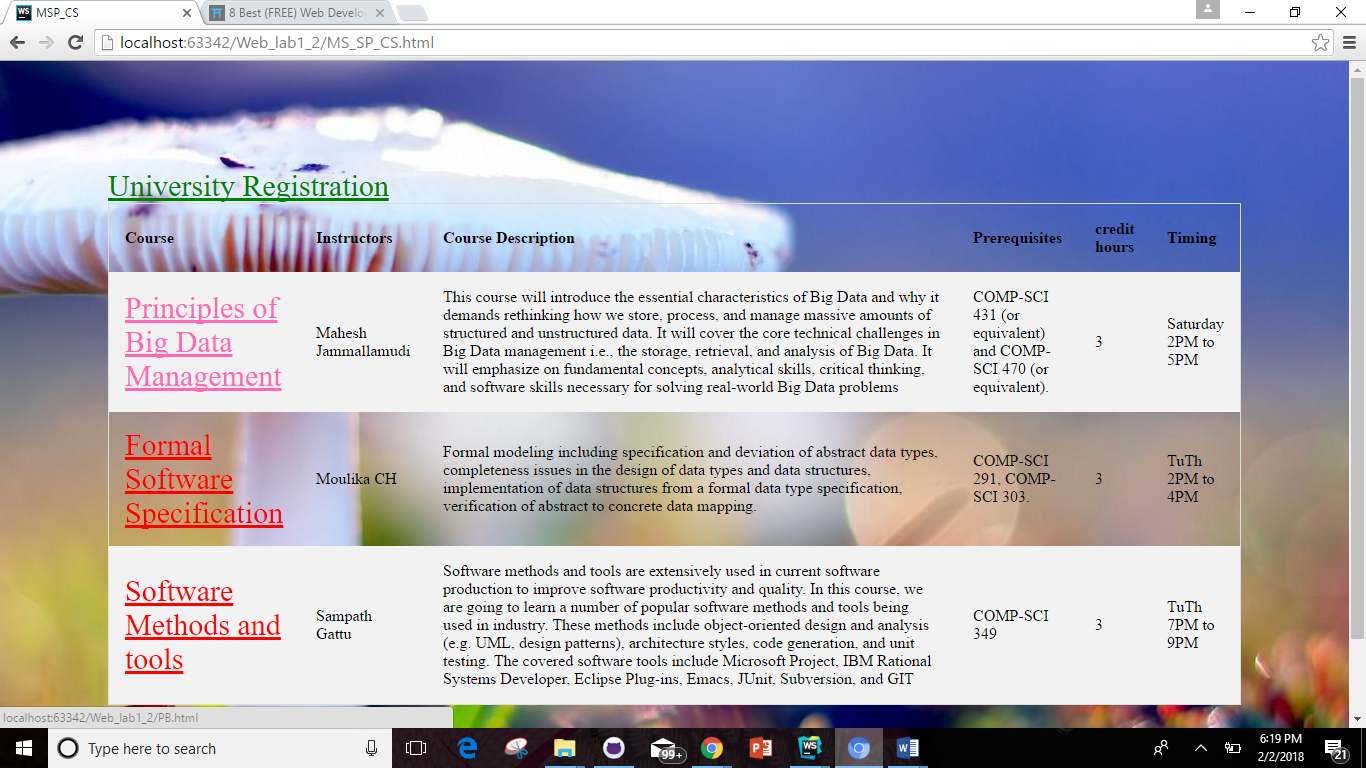 MSP_CS
8 Best (FREE) Web Develo
localhost:63342/Web_lab1_2/MS_SP_CS.html
University Registration
Course Instructors Course Description Prerequisites credit hours Timing
Principles of
Big Data
Management
Mahesh
Jammallamudi
This course will introduce the essential characteristics of Big Data and why it
demands rethinking how we store, process, and manage massive amounts of
structured and unstructured data. It will cover the core technical challenges in
Big Data management i.e., the storage, retrieval, and analysis of Big Data. It
will emphasize on fundamental concepts, analytical skills, critical thinking,
and software skills necessary for solving real-world Big Data problems
COMP-SCI
431 (or
equivalent)
and COMP-
SCI 470 (or
equivalent).
3
Saturday
2PM to
5PM
Formal
Software
Specification
Moulika CH
Formal modeling including specification and deviation of abstract data types,
completeness issues in the design of data types and data structures,
implementation of data structures from a formal data type specification,
verification of abstract to concrete data mapping.
COMP-SCI
291, COMP-
SCI 303.
3
TuTh
2PM to
4PM
Software
Methods and
tools
Sampath
Gattu
Software methods and tools are extensively used in current software
production to improve software productivity and quality. In this course, we
are going to learn a number of popular software methods and tools being
used in industry. These methods include object-oriented design and analysis
(e.g. UML, design patterns), architecture styles, code generation, and unit
testing. The covered software tools include Microsoft Project, IBM Rational
Systems Developer, Eclipse Plug-ins, Emacs, JUnit, Subversion, and GIT
COMP-SCI
349
3
TuTh
7PM to
9PM
localhost:63342/Web_lab1_2/PB.html
Type here to search
99+
6:19 PM
2/2/2018
21